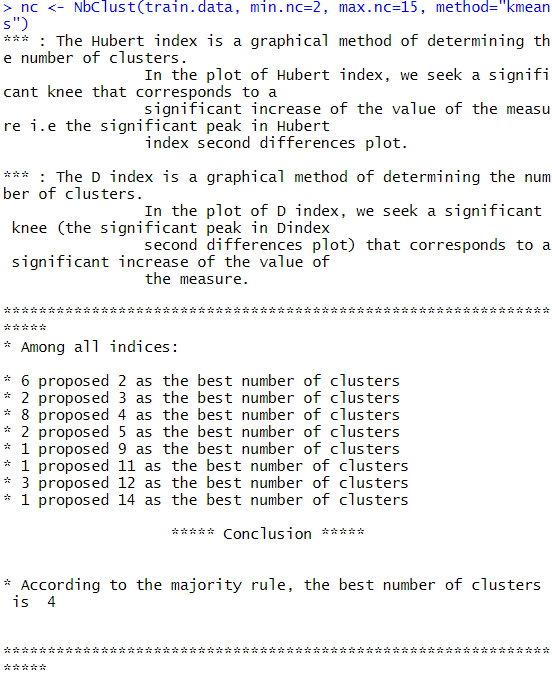 > nc <- NbClust(train.data, min.nc=2, max.nc=15, method="kmean
s")
*** : The Hubert index is a graphical method of determining th
e number of clusters.
In the plot of Hubert index, we seek a signifi
cant knee that corresponds to a
significant increase of the value of the measu
re i.e the significant peak in Hubert
index second differences plot.
*** : The D index is a graphical method of determining the num
ber of clusters.
In the plot of D index, we seek a significant
knee (the significant peak in Dindex
second differences plot) that corresponds to a
significant increase of the value of
the measure.
**************************************************************
*****
* Among all indices:
* 6 proposed 2 as the best number of clusters
* 2 proposed 3 as the best number of clusters
* 8 proposed 4 as the best number of clusters
* 2 proposed 5 as the best number of clusters
* 1 proposed 9 as the best number of clusters
* 1 proposed 11 as the best number of clusters
* 3 proposed 12 as the best number of clusters
* 1 proposed 14 as the best number of clusters
***** Conclusion *****
* According to the majority rule, the best number of clusters
is 4
**************************************************************
*****